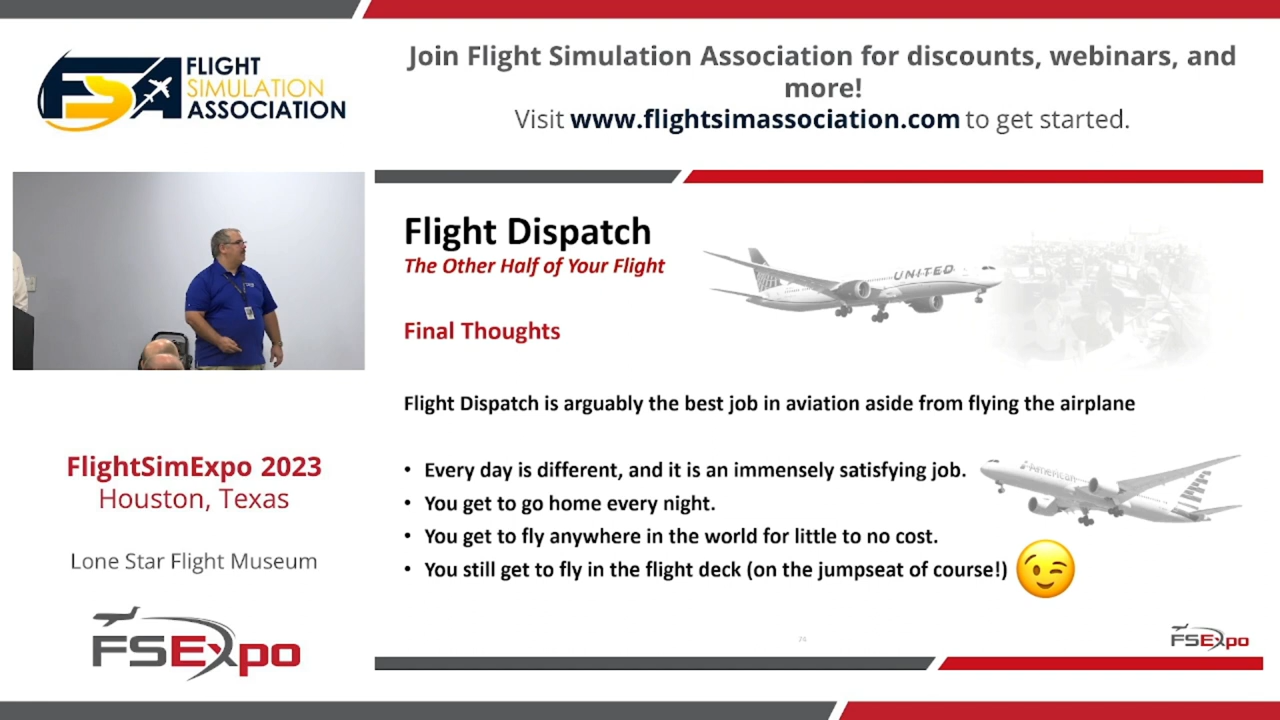 FLIGHT
SIMULATION
ASSOCIATION
Join Flight Simulation Association for discounts, webinars, and
more!
Visit www.flightsimassociation.com to get started.
Flight Dispatch
The Other Half of Your Flight
UNITED
Final Thoughts
Flight Dispatch is arguably the best job in aviation aside from flying the airplane
• Every day is different, and it is an immensely satisfying job.
• You get to go home every night.
• You get to fly anywhere in the world for little to no cost.
• You still get to fly in the flight deck (on the jumpseat of course!)
American
FlightSimExpo 2023
Houston, Texas
Lone Star Flight Museum
FSExpo
FSExpo